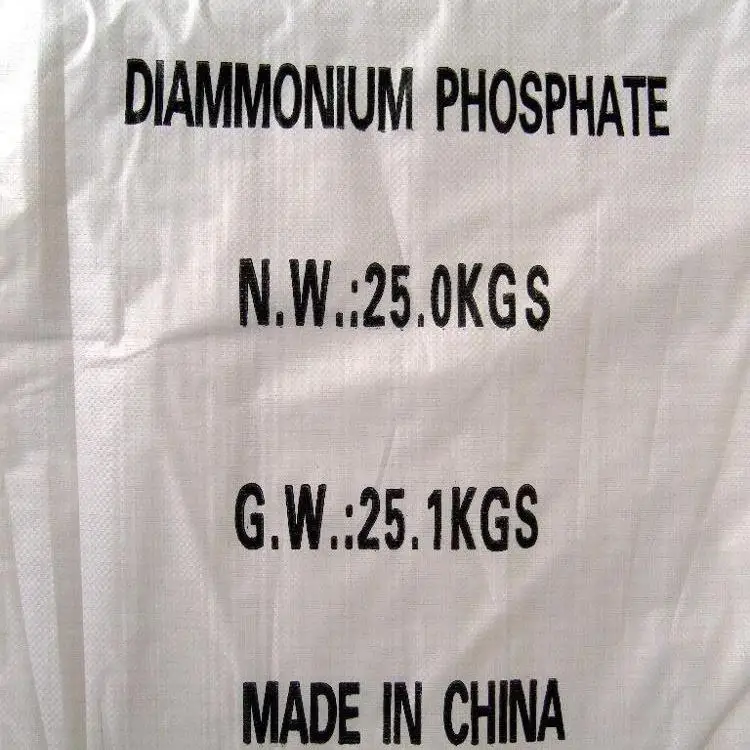 DIAMMONIUM PHOSPHATE
N.W.:25.0KGS
G.W.:25.1KGS
MADE IN CHINA